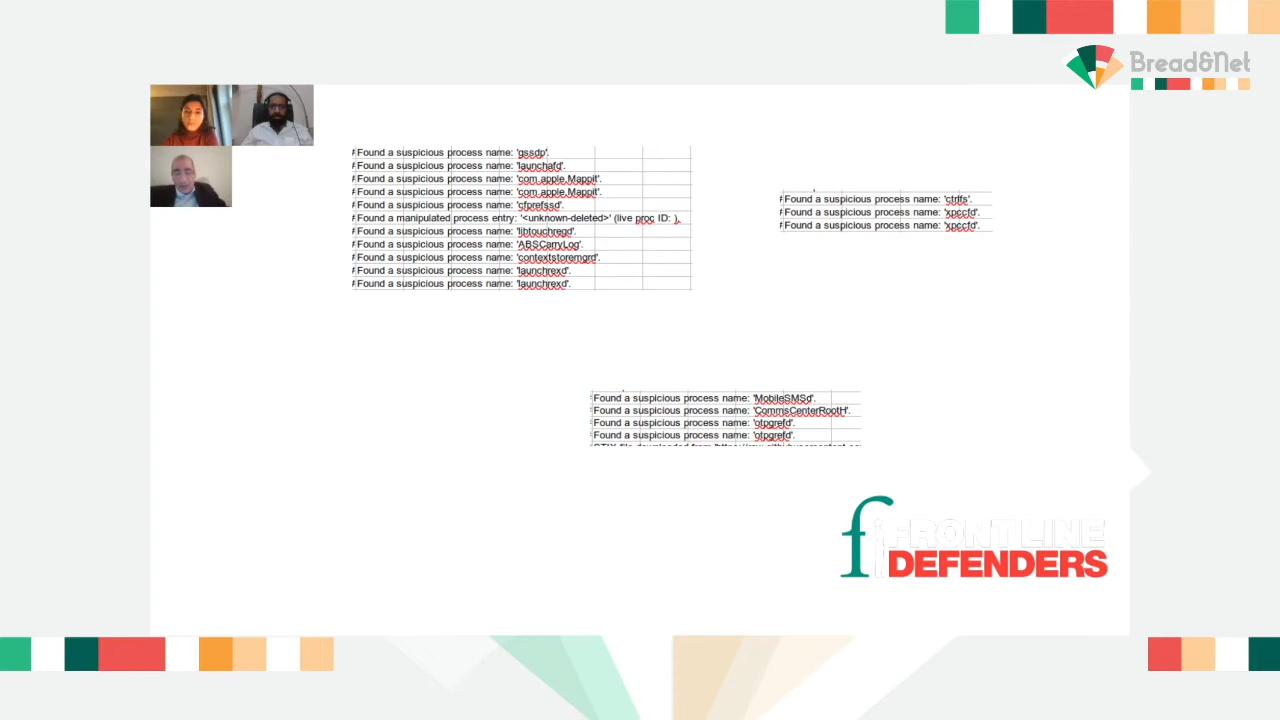 Bread&Net
Found a suspicious process name: 'gssdp'.
Found a suspicious process name: 'launchafd'.
Found a suspicious process name: 'com.apple.Mappit'.
Found a suspicious process name: 'com.apple.Mappit'.
Found a suspicious process name: 'cfprefssd'.
Found a manipulated process entry: '<unknown-deleted>' (live proc ID: ).
Found a suspicious process name: 'libtouchregd'.
Found a suspicious process name: 'ABSCarryLog'.
Found a suspicious process name: 'contextstoremgrd'.
Found a suspicious process name: 'launchrexd'.
Found a suspicious process name: 'launchrexd'.
Found a suspicious process name: 'ctrlfs'.
Found a suspicious process name: 'xpccfd'.
Found a suspicious process name: 'xpccfd'.
Found a suspicious process name: 'MobileSMSd'.
Found a suspicious process name: 'CommsCenterRootH'.
Found a suspicious process name: 'otpgrefd'.
Found a suspicious process name: 'otpgrefd'.
FRONT LINE
DEFENDERS